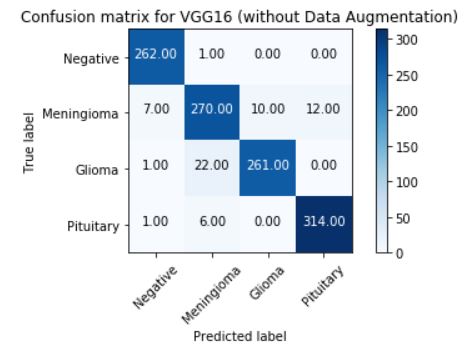 Confusion matrix for VGG16 (without Data Augmentation)
True label
Negative 262.00 1.00 0.00 0.00
Meningioma 7.00 270.00 10.00 12.00
Glioma 1.00 22.00 261.00 0.00
Pituitary 1.00 6.00 0.00 314.00
Negative Meningioma Glioma Pituitary
Predicted label
300
250
200
150
100
50
0